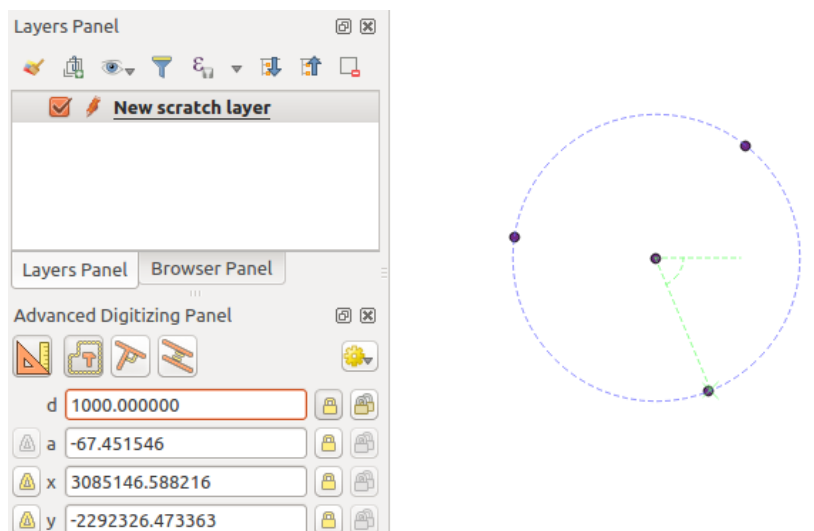 Layers Panel
New scratch layer
Layers Panel Browser Panel
Advanced Digitizing Panel
d 1000.000000
a -67.451546
x 3085146.588216
y -2292326.473363